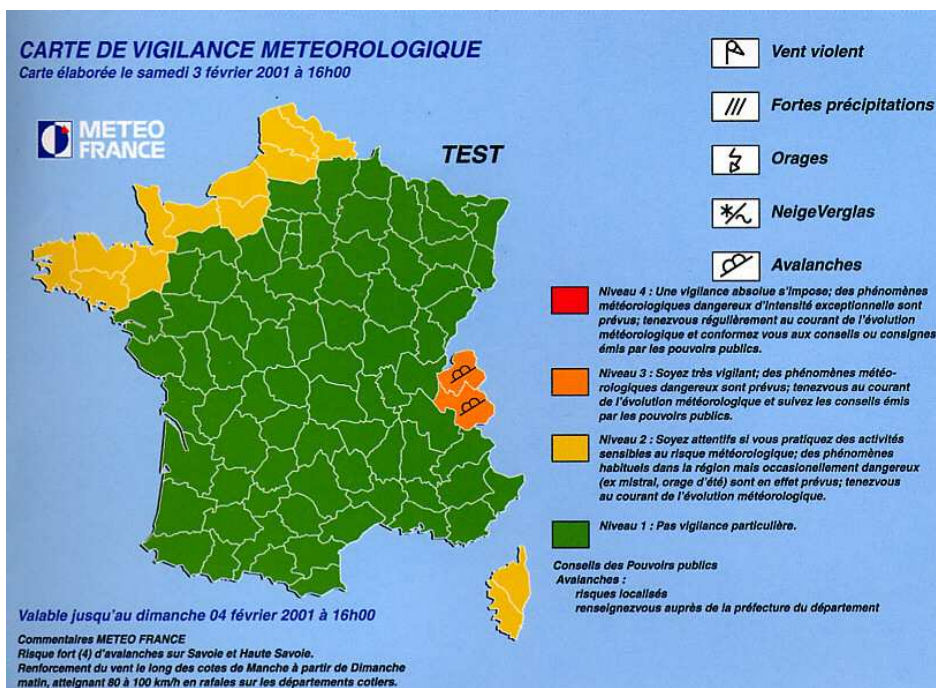 CARTE DE VIGILANCE METEOROLOGIQUE
Carte élaborée le samedi 3 février 2001 à 16h00
METEO
FRANCE
TEST
Vent violent
Fortes précipitations
Orages
NeigeVerglas
Avalanches
Niveau 4 : Une vigilance absolue s'impose; des phénomènes
météorologiques dangereux d'intensité exceptionnelle sont
prévus; tenezvous régulièrement au courant de l'évolution
météorologique et conformez vous aux conseils ou consignes
émis par les pouvoirs publics.
Niveau 3 : Soyez très vigilant; des phénomènes météo-
rologiques dangereux sont prévus; tenezvous au courant
de l'évolution météorologique et suivez les conseils émis
par les pouvoirs publics.
Niveau 2 : Soyez attentifs si vous pratiquez des activités
sensibles au risque météorologique; des phénomènes
habituels dans la région mais occasionellement dangereux
(ex mistral, orage d'été) sont en effet prévus; tenezvous
au courant de l'évolution météorologique.
Niveau 1 : Pas vigilance particulière.
Conseils des Pouvoirs publics
Avalanches :
risques localisés
renseignezvous auprès de la préfecture du département
Valable jusqu'au dimanche 04 février 2001 à 16h00
Commentaires METEO FRANCE
Risque fort (4) d'avalanches sur Savoie et Haute Savoie.
Renforcement du vent le long des cotes de Manche à partir de Dimanche
matin, atteignant 80 à 100 km/h en rafales sur les départements cotiers.